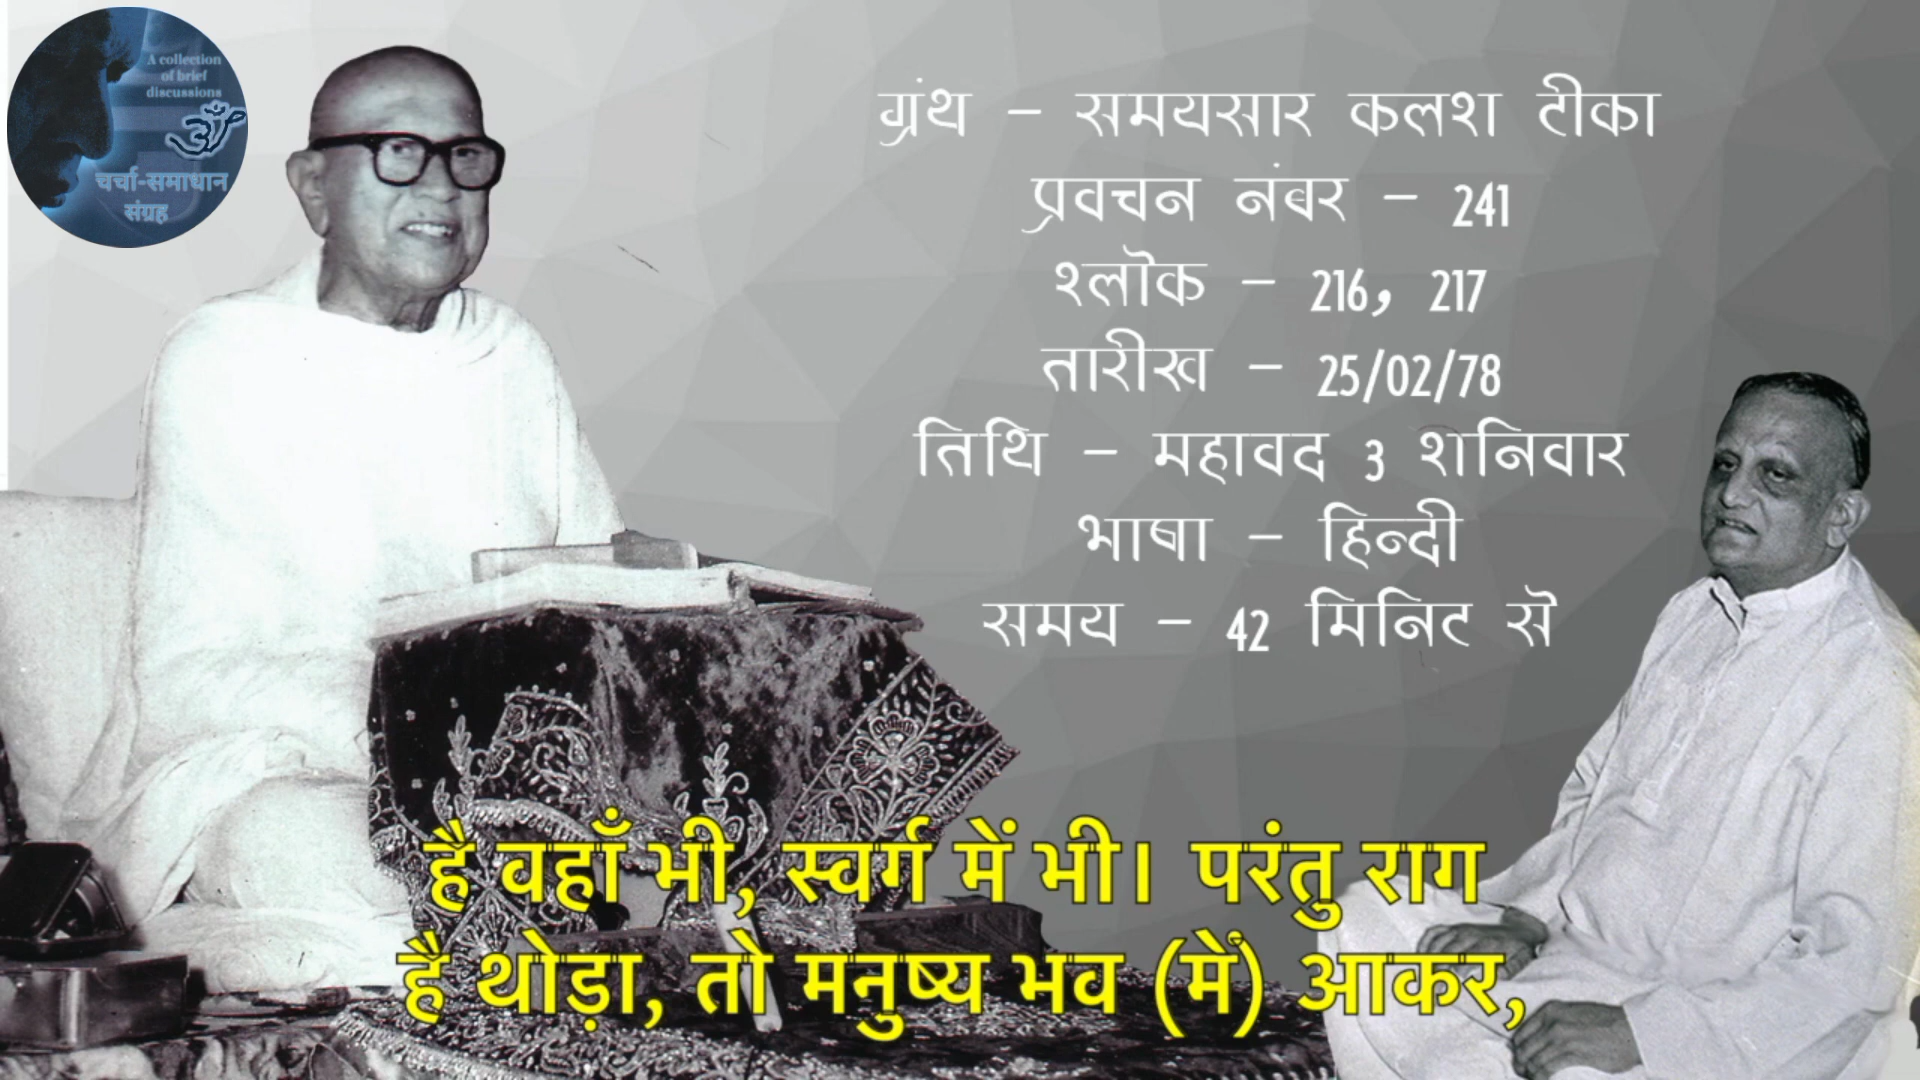 A collection
of brief
discussions
ॐ
चर्चा-समाधान
संग्रह
ग्रंथ - समयसार कलश टीका
प्रवचन नंबर - 241
श्लोक - 216, 217
तारीख - 25/02/78
तिथि - महावद 3 शनिवार
भाषा - हिन्दी
समय - 42 मिनिट से
है वहाँ भी, स्वर्ग में भी। परंतु राग
है थोड़ा, तो मनुष्य भव (में) आकर,